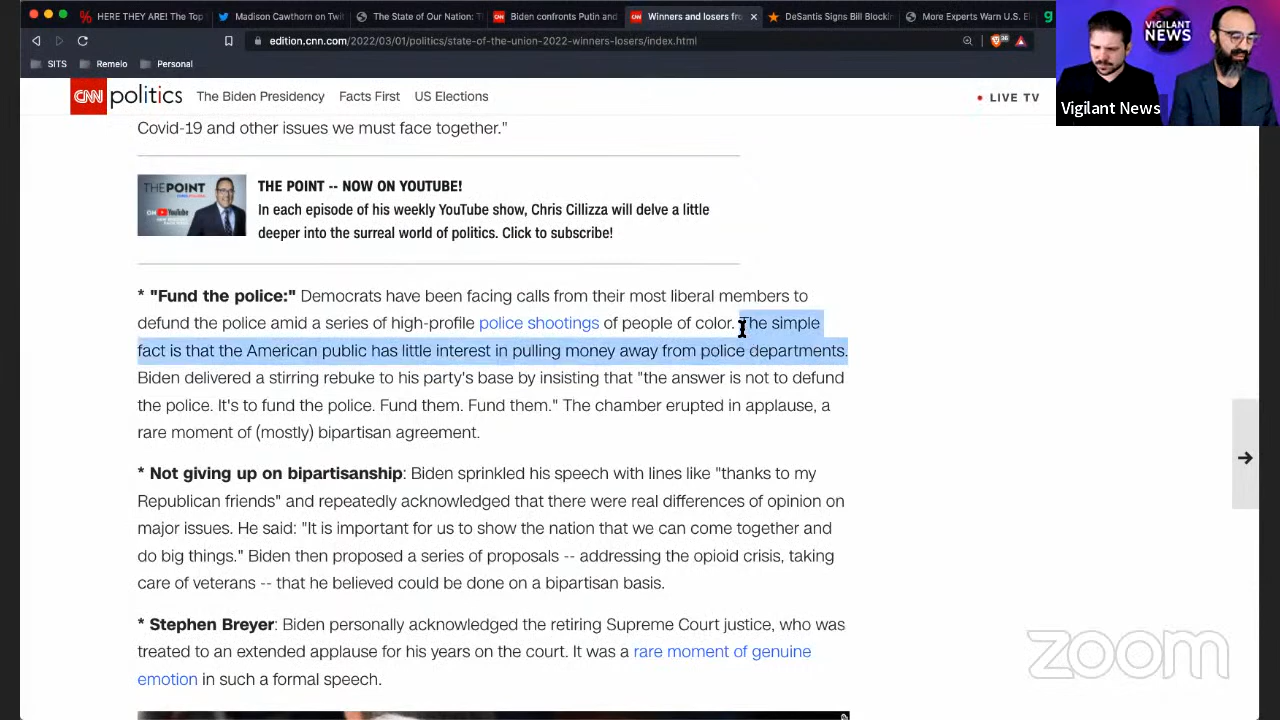 HERE THEY ARE: The Top
Madison Cawthorn on Twit
The State of Our Nation: T
Biden confronts Putin and
Winners and losers fro
DeSantis Signs Bill Blockin
More Experts Warn U.S. El
edition.cnn.com/2022/03/01/politics/state-of-the-union-2022-winners-losers/index.html
SITS
Remeio
Personal
VIGILANT
NEWS
Vigilant News
CNN politics
The Biden Presidency
Facts First
US Elections
LIVE TV
Covid-19 and other issues we must face together."
THE POINT
ON YouTube
THE POINT -- NOW ON YOUTUBE!
In each episode of his weekly YouTube show, Chris Cillizza will delve a little
deeper into the surreal world of politics. Click to subscribe!
* "Fund the police:" Democrats have been facing calls from their most liberal members to
defund the police amid a series of high-profile police shootings of people of color. The simple
fact is that the American public has little interest in pulling money away from police departments.
Biden delivered a stirring rebuke to his party's base by insisting that "the answer is not to defund
the police. It's to fund the police. Fund them. Fund them." The chamber erupted in applause, a
rare moment of (mostly) bipartisan agreement.
* Not giving up on bipartisanship: Biden sprinkled his speech with lines like "thanks to my
Republican friends" and repeatedly acknowledged that there were real differences of opinion on
major issues. He said: "It is important for us to show the nation that we can come together and
do big things." Biden then proposed a series of proposals -- addressing the opioid crisis, taking
care of veterans -- that he believed could be done on a bipartisan basis.
* Stephen Breyer: Biden personally acknowledged the retiring Supreme Court justice, who was
treated to an extended applause for his years on the court. It was a rare moment of genuine
emotion in such a formal speech.
zoom